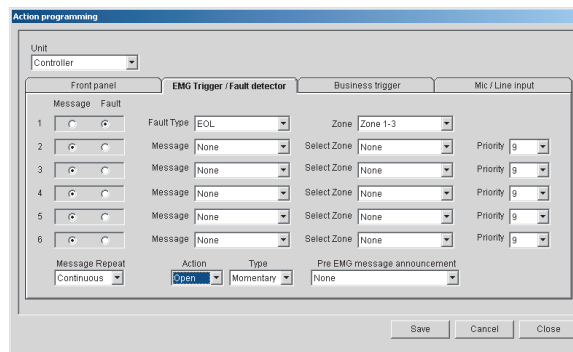 Action programming
Unit
Controller
Front panel EMG Trigger / Fault detector Business trigger Mic / Line input
Message Fault
1 Fault Type EOL Zone Zone 1-3
2 Message None Select Zone None Priority 9
3 Message None Select Zone None Priority 9
4 Message None Select Zone None Priority 9
5 Message None Select Zone None Priority 9
6 Message None Select Zone None Priority 9
Message Repeat Action Type Pre EMG message announcement
Continuous Open Momentary None
Save Cancel Close